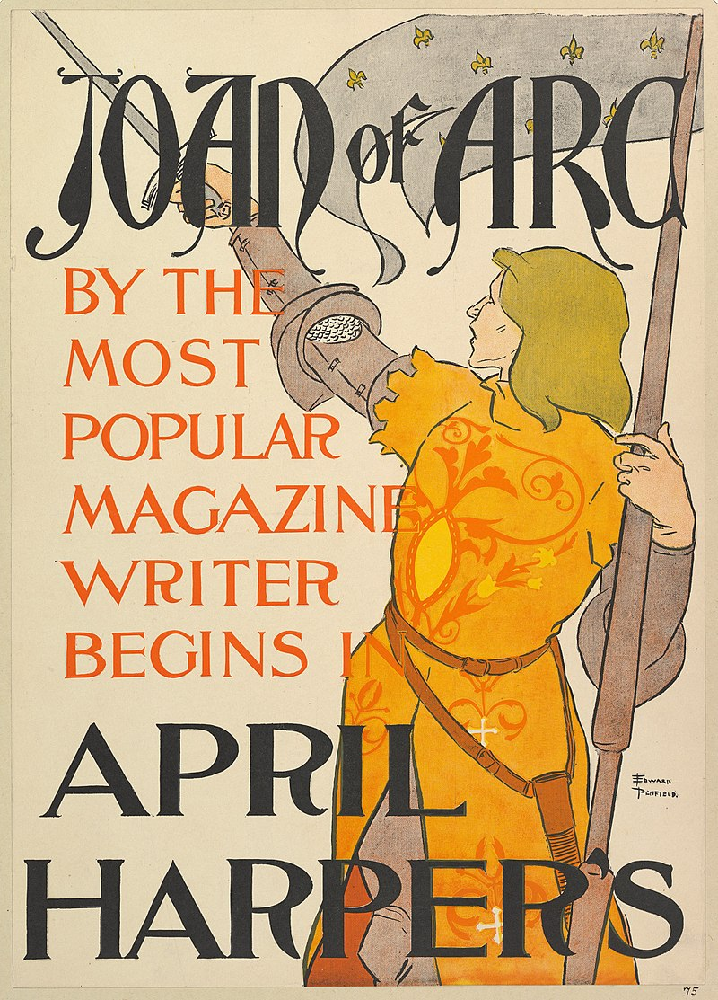 JOAN of ARC
BY THE
MOST
POPULAR
MAGAZINE
WRITER
BEGINS IN
APRIL
EDWARD
PENFIELD.
HARPER'S
75